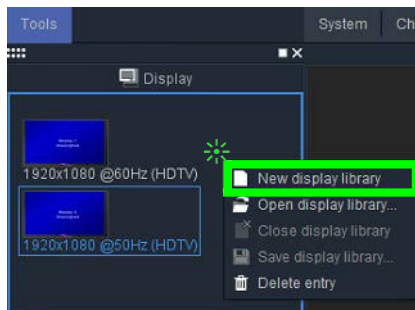 Tools
System
Ch
Display
1920x1080 @60Hz (HDTV)
1920x1080 @50Hz (HDTV)
New display library
Open display library...
Close display library
Save display library...
Delete entry